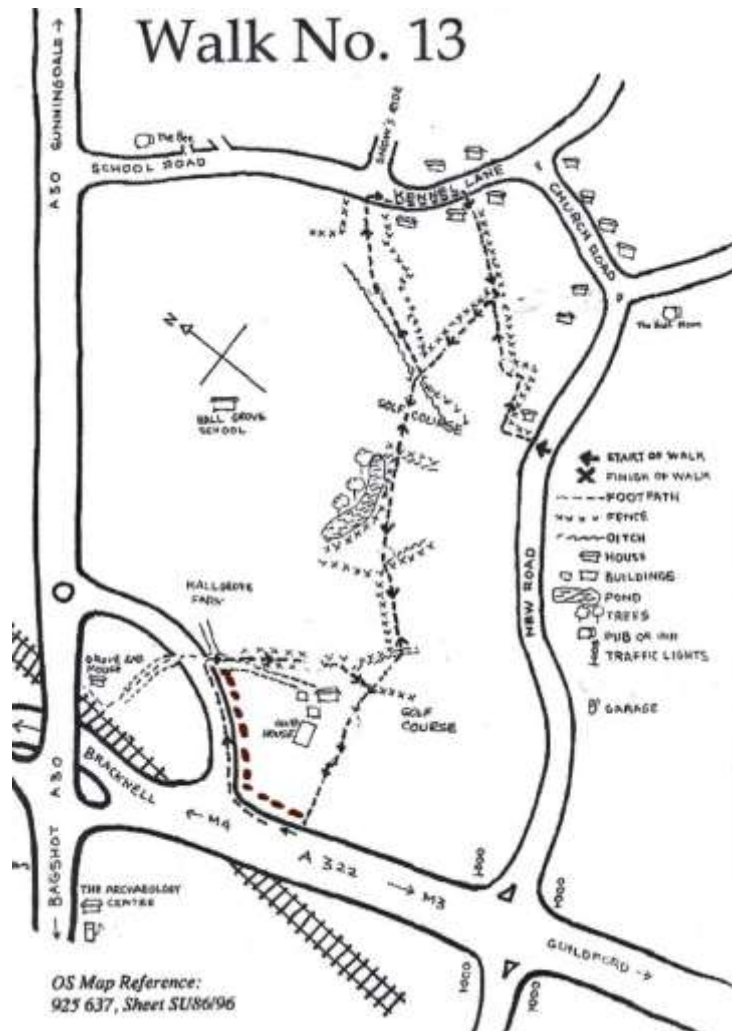 Walk No. 13
A30 SUNNINGDALE →
The Bee
SCHOOL ROAD
SNOW'S RIDE
KENNEL LANE
CHURCH ROAD
N
HALL GROVE
SCHOOL
GOLF COURSE
START OF WALK
FINISH OF WALK
FOOTPATH
FENCE
DITCH
HOUSE
BUILDINGS
POND
TREES
PUB OR INN
TRAFFIC LIGHTS
GARAGE
NEW ROAD
HALLGROVE
FARM
GROVE END
HOUSE
CLUB
HOUSE
GOLF
COURSE
BRACKNELL
← M4
A 322
→ M3
GUILDFORD →
← BAGSHOT A30
THE ARCHAEOLOGY
CENTRE
OS Map Reference:
925 637, Sheet SU86/96